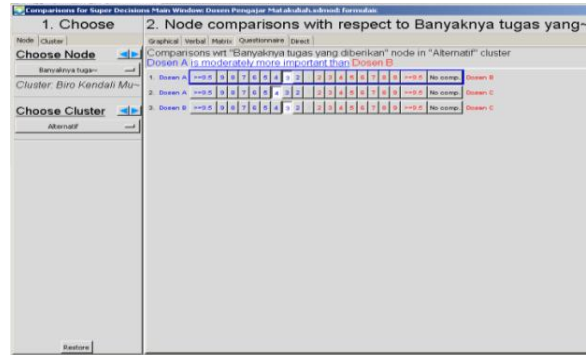 Comparisons for Super Decisions Main Window: Dosen Pengajar Matakuliah.sdmod: formulaic
1. Choose
2. Node comparisons with respect to Banyaknya tugas yang~
Node Cluster
Graphical Verbal Matrix Questionnaire Direct
Choose Node
Banyaknya tuga~
Cluster: Biro Kendali Mu~
Choose Cluster
Alternatif
Comparisons wrt "Banyaknya tugas yang diberikan" node in "Alternatif" cluster
Dosen A is moderately more important than Dosen B
1. Dosen A >=9.5 9 8 7 6 5 4 3 2 2 3 4 5 6 7 8 9 >=9.5 No comp. Dosen B
2. Dosen A >=9.5 9 8 7 6 5 4 3 2 2 3 4 5 6 7 8 9 >=9.5 No comp. Dosen C
3. Dosen B >=9.5 9 8 7 6 5 4 3 2 2 3 4 5 6 7 8 9 >=9.5 No comp. Dosen C
Restore